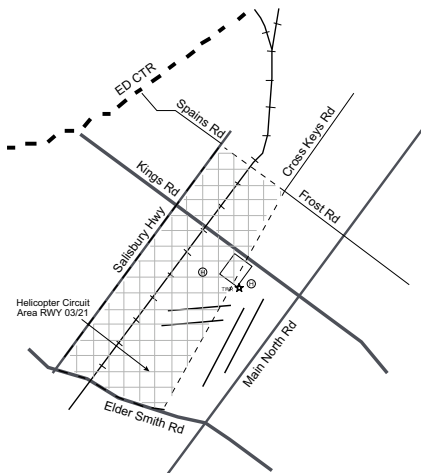 ED CTR
Spains Rd
Cross Keys Rd
Kings Rd
Frost Rd
Salisbury Hwy
H
H
TWR
Helicopter Circuit
Area RWY 03/21
Main North Rd
Elder Smith Rd